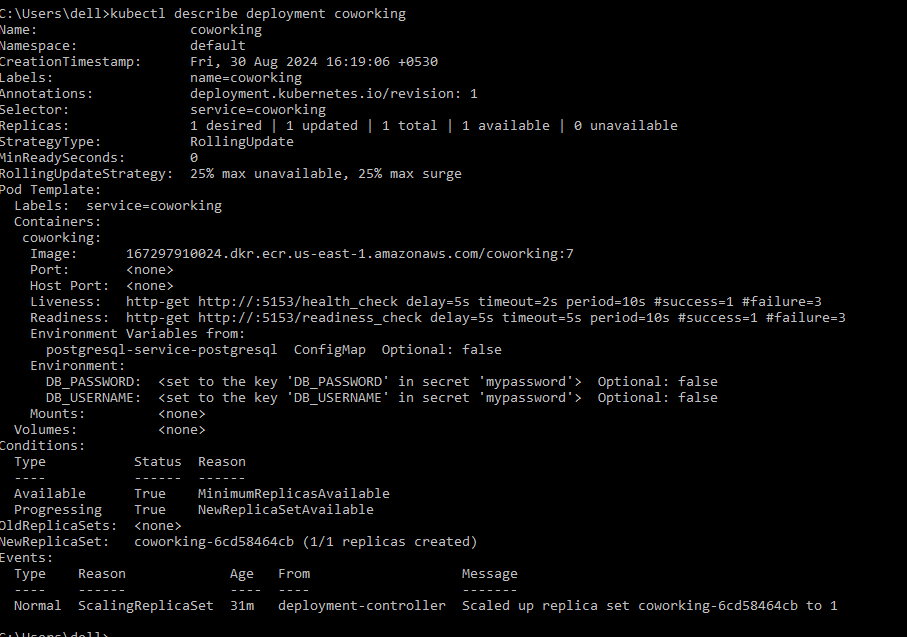 C:\Users\dell>kubectl describe deployment coworking
Name:                   coworking
Namespace:              default
CreationTimestamp:      Fri, 30 Aug 2024 16:19:06 +0530
Labels:                 name=coworking
Annotations:            deployment.kubernetes.io/revision: 1
Selector:               service=coworking
Replicas:               1 desired | 1 updated | 1 total | 1 available | 0 unavailable
StrategyType:           RollingUpdate
MinReadySeconds:        0
RollingUpdateStrategy:  25% max unavailable, 25% max surge
Pod Template:
  Labels:  service=coworking
  Containers:
   coworking:
    Image:      167297910024.dkr.ecr.us-east-1.amazonaws.com/coworking:7
    Port:       <none>
    Host Port:  <none>
    Liveness:   http-get http://:5153/health_check delay=5s timeout=2s period=10s #success=1 #failure=3
    Readiness:  http-get http://:5153/readiness_check delay=5s timeout=5s period=10s #success=1 #failure=3
    Environment Variables from:
      postgresql-service-postgresql  ConfigMap  Optional: false
    Environment:
      DB_PASSWORD:  <set to the key 'DB_PASSWORD' in secret 'mypassword'>  Optional: false
      DB_USERNAME:  <set to the key 'DB_USERNAME' in secret 'mypassword'>  Optional: false
    Mounts:         <none>
  Volumes:          <none>
Conditions:
  Type           Status  Reason
  ----           ------  ------
  Available      True    MinimumReplicasAvailable
  Progressing    True    NewReplicaSetAvailable
OldReplicaSets:  <none>
NewReplicaSet:   coworking-6cd58464cb (1/1 replicas created)
Events:
  Type    Reason             Age   From                   Message
  ----    ------             ----  ----                   -------
  Normal  ScalingReplicaSet  31m   deployment-controller  Scaled up replica set coworking-6cd58464cb to 1
C:\Users\dell>